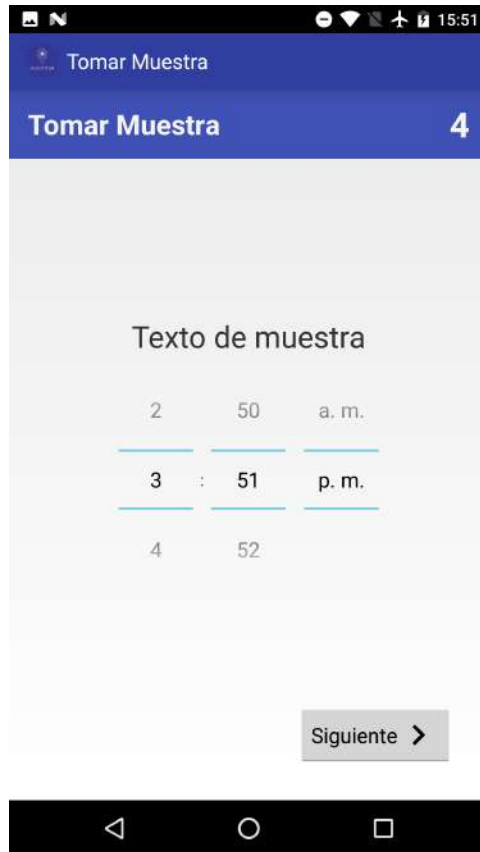 15:51
Tomar Muestra
Tomar Muestra 4
Texto de muestra
2 50 a. m.
3 : 51 p. m.
4 52
Siguiente